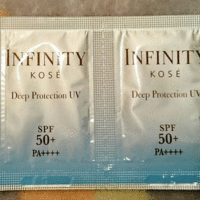 INFINITY
KOSÉ
Deep Protection UV
SPF
50+
PA++++
INFINITY
KOSÉ
Deep Protection UV
SPF
50+
PA++++